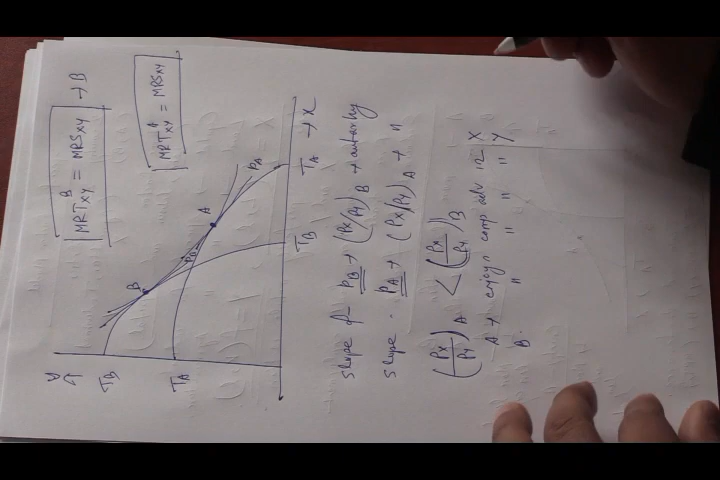 MRT^B_XY = MRS_XY → B
MRT^A_XY = MRS_XY
Y
↑
T_B
T_A
B
A
P_B
P_A
T_B
T_A
→ X
Slope of P_B → (Px/Py)_B → autarky
Slope " P_A → (Px/Py)_A → "
(Px/Py)_A < (Px/Py)_B
A → enjoys comp adv in X
B " " " " Y